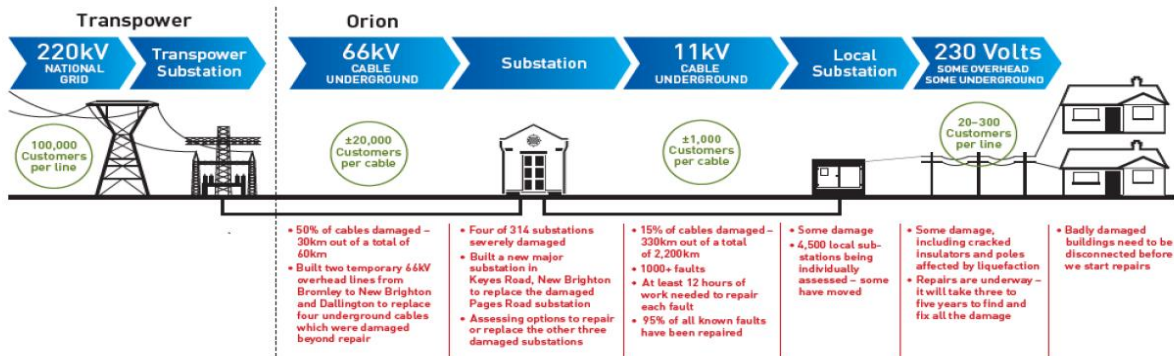 Transpower
Orion
220kV
NATIONAL
GRID
Transpower
Substation
66kV
CABLE
UNDERGROUND
Substation
11kV
CABLE
UNDERGROUND
Local
Substation
230 Volts
SOME OVERHEAD
SOME UNDERGROUND
100,000
Customers
per line
±20,000
Customers
per cable
±1,000
Customers
per cable
20–300
Customers
per line
• 50% of cables damaged –
30km out of a total of
60km
• Built two temporary 66kV
overhead lines from
Bromley to New Brighton
and Dallington to replace
four underground cables
which were damaged
beyond repair
• Four of 314 substations
severely damaged
• Built a new major
substation in
Keyes Road, New Brighton
to replace the damaged
Pages Road substation
• Assessing options to repair
or replace the other three
damaged substations
• 15% of cables damaged –
330km out of a total
of 2,200km
• 1000+ faults
• At least 12 hours of
work needed to repair
each fault
• 95% of all known faults
have been repaired
• Some damage
• 4,500 local sub-
stations being
individually
assessed – some
have moved
• Some damage,
including cracked
insulators and poles
affected by liquefaction
• Repairs are underway –
it will take three to
five years to find and
fix all the damage
• Badly damaged
buildings need to be
disconnected before
we start repairs